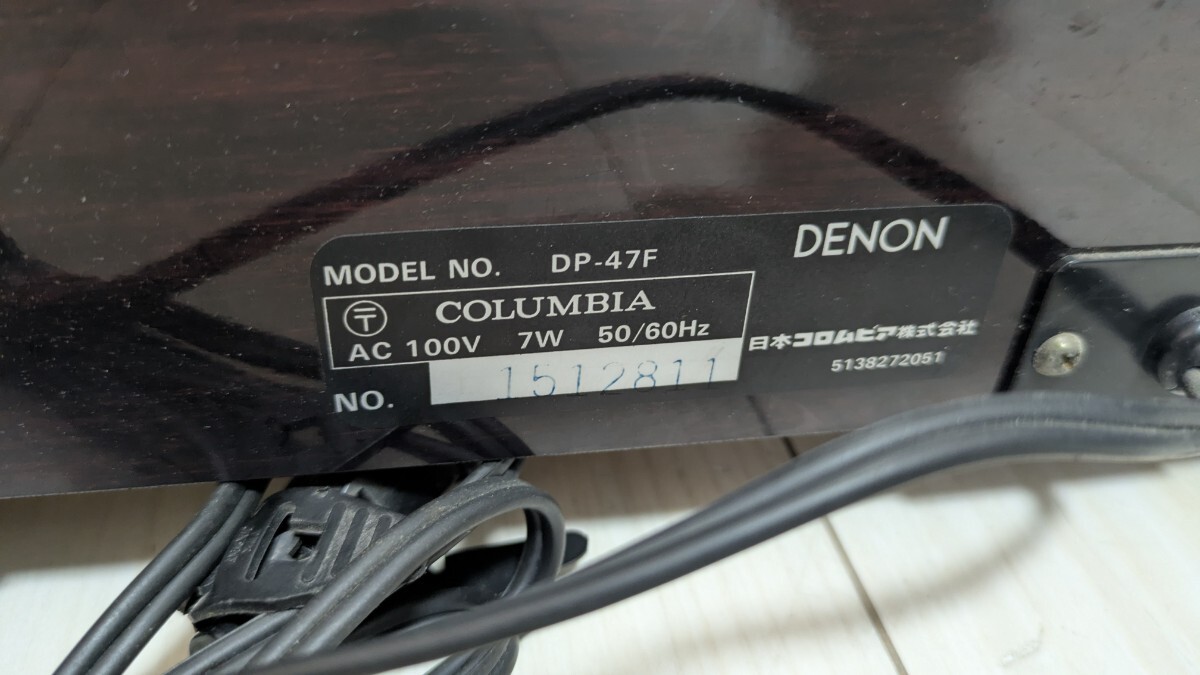 MODEL NO. DP-47F
DENON
〒 COLUMBIA
AC 100V 7W 50/60Hz
日本コロムビア株式会社
5138272051
NO. 1512811